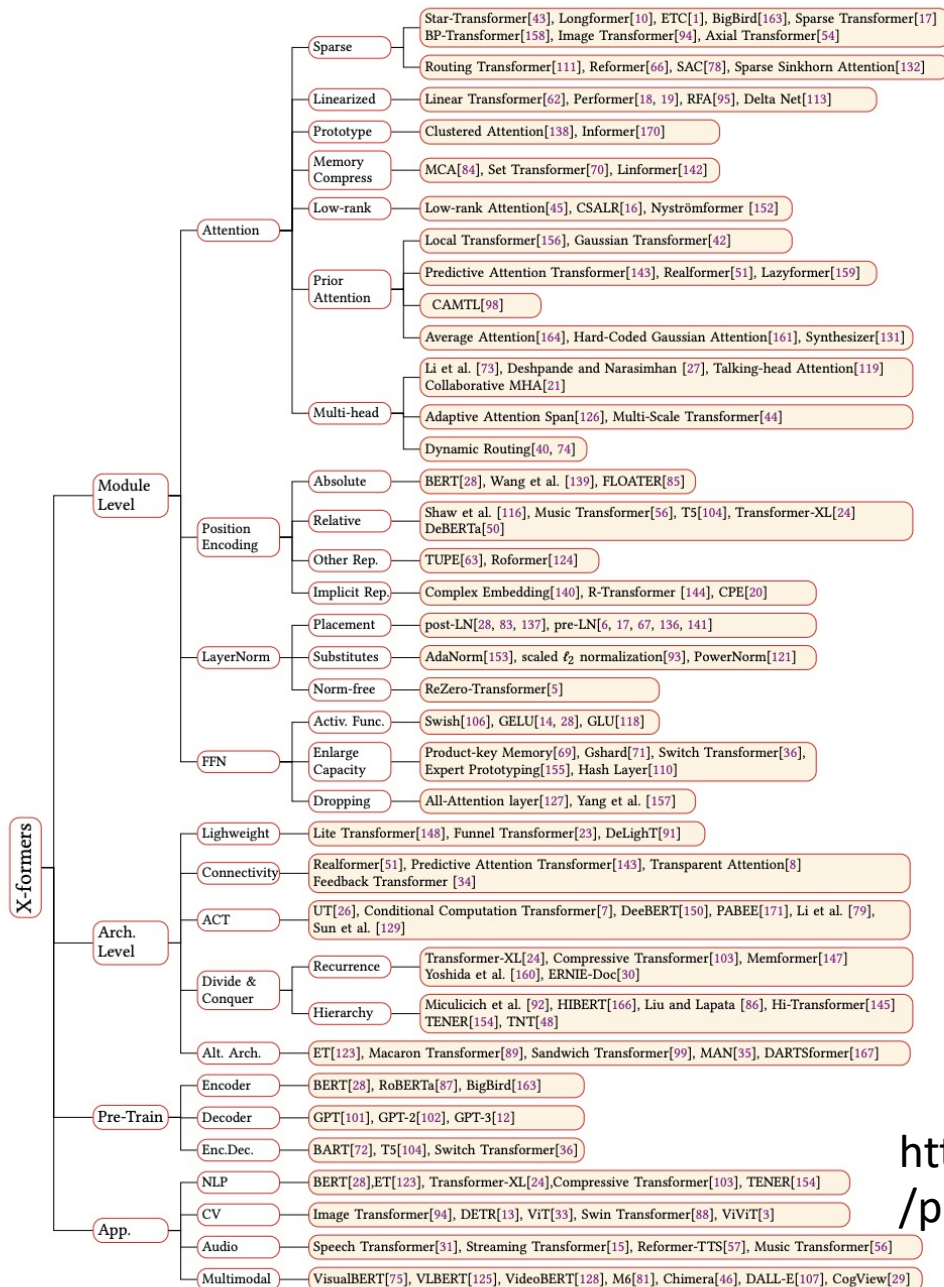 Star-Transformer[43], Longformer[10], ETC[1], BigBird[163], Sparse Transformer[17]
BP-Transformer[158], Image Transformer[94], Axial Transformer[54]
Sparse
Routing Transformer[111], Reformer[66], SAC[78], Sparse Sinkhorn Attention[132]
Linearized
Linear Transformer[62], Performer[18, 19], RFA[95], Delta Net[113]
Prototype
Clustered Attention[138], Informer[170]
Memory
Compress
MCA[84], Set Transformer[70], Linformer[142]
Low-rank
Low-rank Attention[45], CSALR[16], Nyströmformer [152]
Attention
Local Transformer[156], Gaussian Transformer[42]
Prior
Attention
Predictive Attention Transformer[143], Realformer[51], Lazyformer[159]
CAMTL[98]
Average Attention[164], Hard-Coded Gaussian Attention[161], Synthesizer[131]
Li et al. [73], Deshpande and Narasimhan [27], Talking-head Attention[119]
Collaborative MHA[21]
Multi-head
Adaptive Attention Span[126], Multi-Scale Transformer[44]
Dynamic Routing[40, 74]
Module
Level
Absolute
BERT[28], Wang et al. [139], FLOATER[85]
Position
Encoding
Relative
Shaw et al. [116], Music Transformer[56], T5[104], Transformer-XL[24]
DeBERTa[50]
Other Rep.
TUPE[63], Roformer[124]
Implicit Rep.
Complex Embedding[140], R-Transformer [144], CPE[20]
Placement
post-LN[28, 83, 137], pre-LN[6, 17, 67, 136, 141]
LayerNorm
Substitutes
AdaNorm[153], scaled ℓ2 normalization[93], PowerNorm[121]
Norm-free
ReZero-Transformer[5]
Activ. Func.
Swish[106], GELU[14, 28], GLU[118]
FFN
Enlarge
Capacity
Product-key Memory[69], Gshard[71], Switch Transformer[36],
Expert Prototyping[155], Hash Layer[110]
Dropping
All-Attention layer[127], Yang et al. [157]
X-formers
Lighweight
Lite Transformer[148], Funnel Transformer[23], DeLighT[91]
Connectivity
Realformer[51], Predictive Attention Transformer[143], Transparent Attention[8]
Feedback Transformer [34]
Arch.
Level
ACT
UT[26], Conditional Computation Transformer[7], DeeBERT[150], PABEE[171], Li et al. [79],
Sun et al. [129]
Divide &
Conquer
Recurrence
Transformer-XL[24], Compressive Transformer[103], Memformer[147]
Yoshida et al. [160], ERNIE-Doc[30]
Hierarchy
Miculicich et al. [92], HIBERT[166], Liu and Lapata [86], Hi-Transformer[145]
TENER[154], TNT[48]
Alt. Arch.
ET[123], Macaron Transformer[89], Sandwich Transformer[99], MAN[35], DARTSformer[167]
Pre-Train
Encoder
BERT[28], RoBERTa[87], BigBird[163]
Decoder
GPT[101], GPT-2[102], GPT-3[12]
Enc.Dec.
BART[72], T5[104], Switch Transformer[36]
App.
NLP
BERT[28],ET[123], Transformer-XL[24],Compressive Transformer[103], TENER[154]
CV
Image Transformer[94], DETR[13], ViT[33], Swin Transformer[88], ViViT[3]
Audio
Speech Transformer[31], Streaming Transformer[15], Reformer-TTS[57], Music Transformer[56]
Multimodal
VisualBERT[75], VLBERT[125], VideoBERT[128], M6[81], Chimera[46], DALL-E[107], CogView[29]
htt
/p